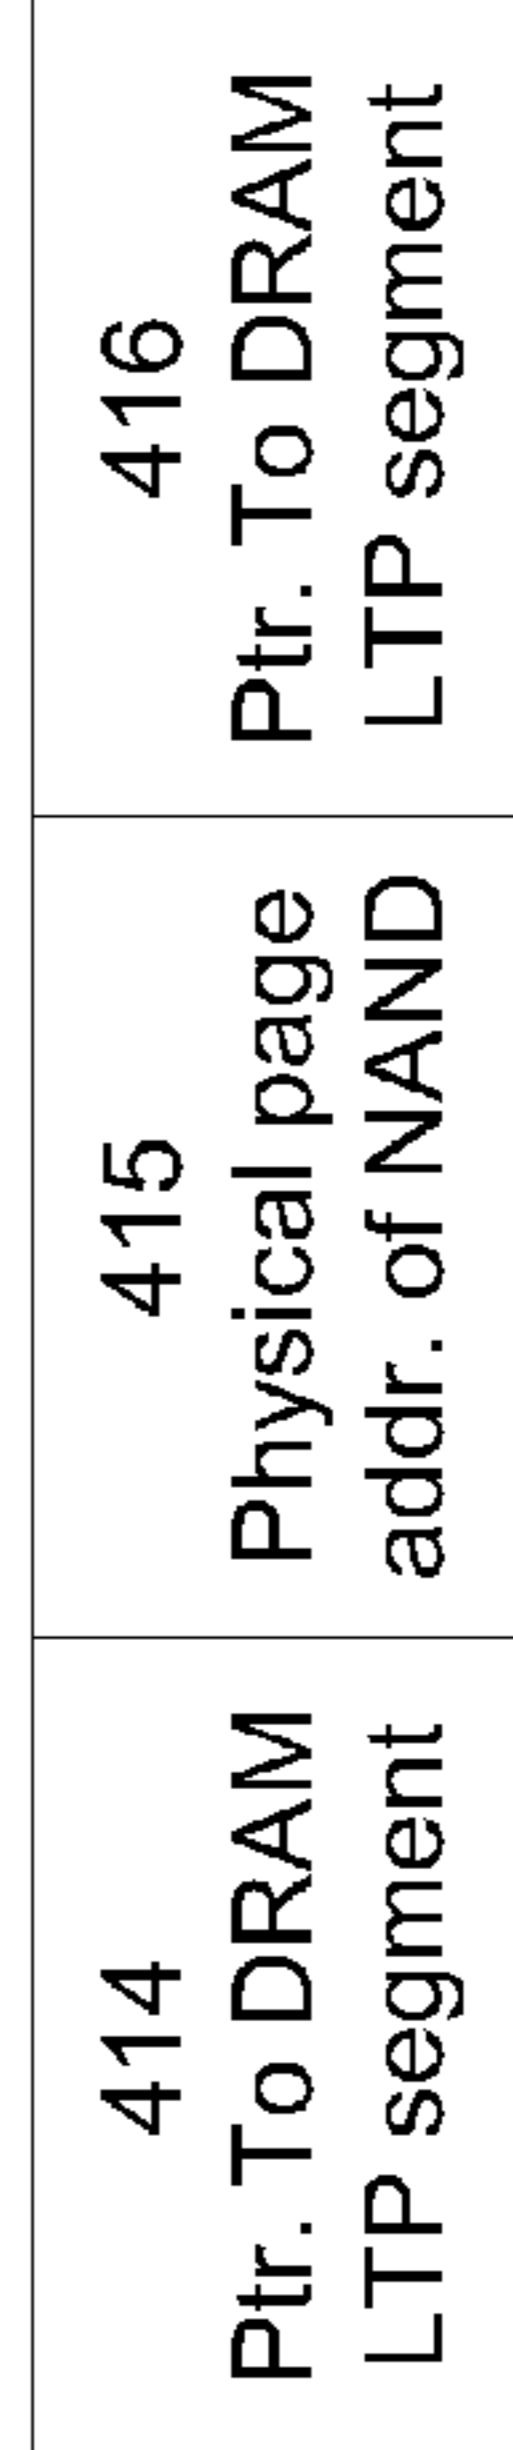 414
Ptr. To DRAM
LTP segment
415
Physical page
addr. of NAND
416
Ptr. To DRAM
LTP segment